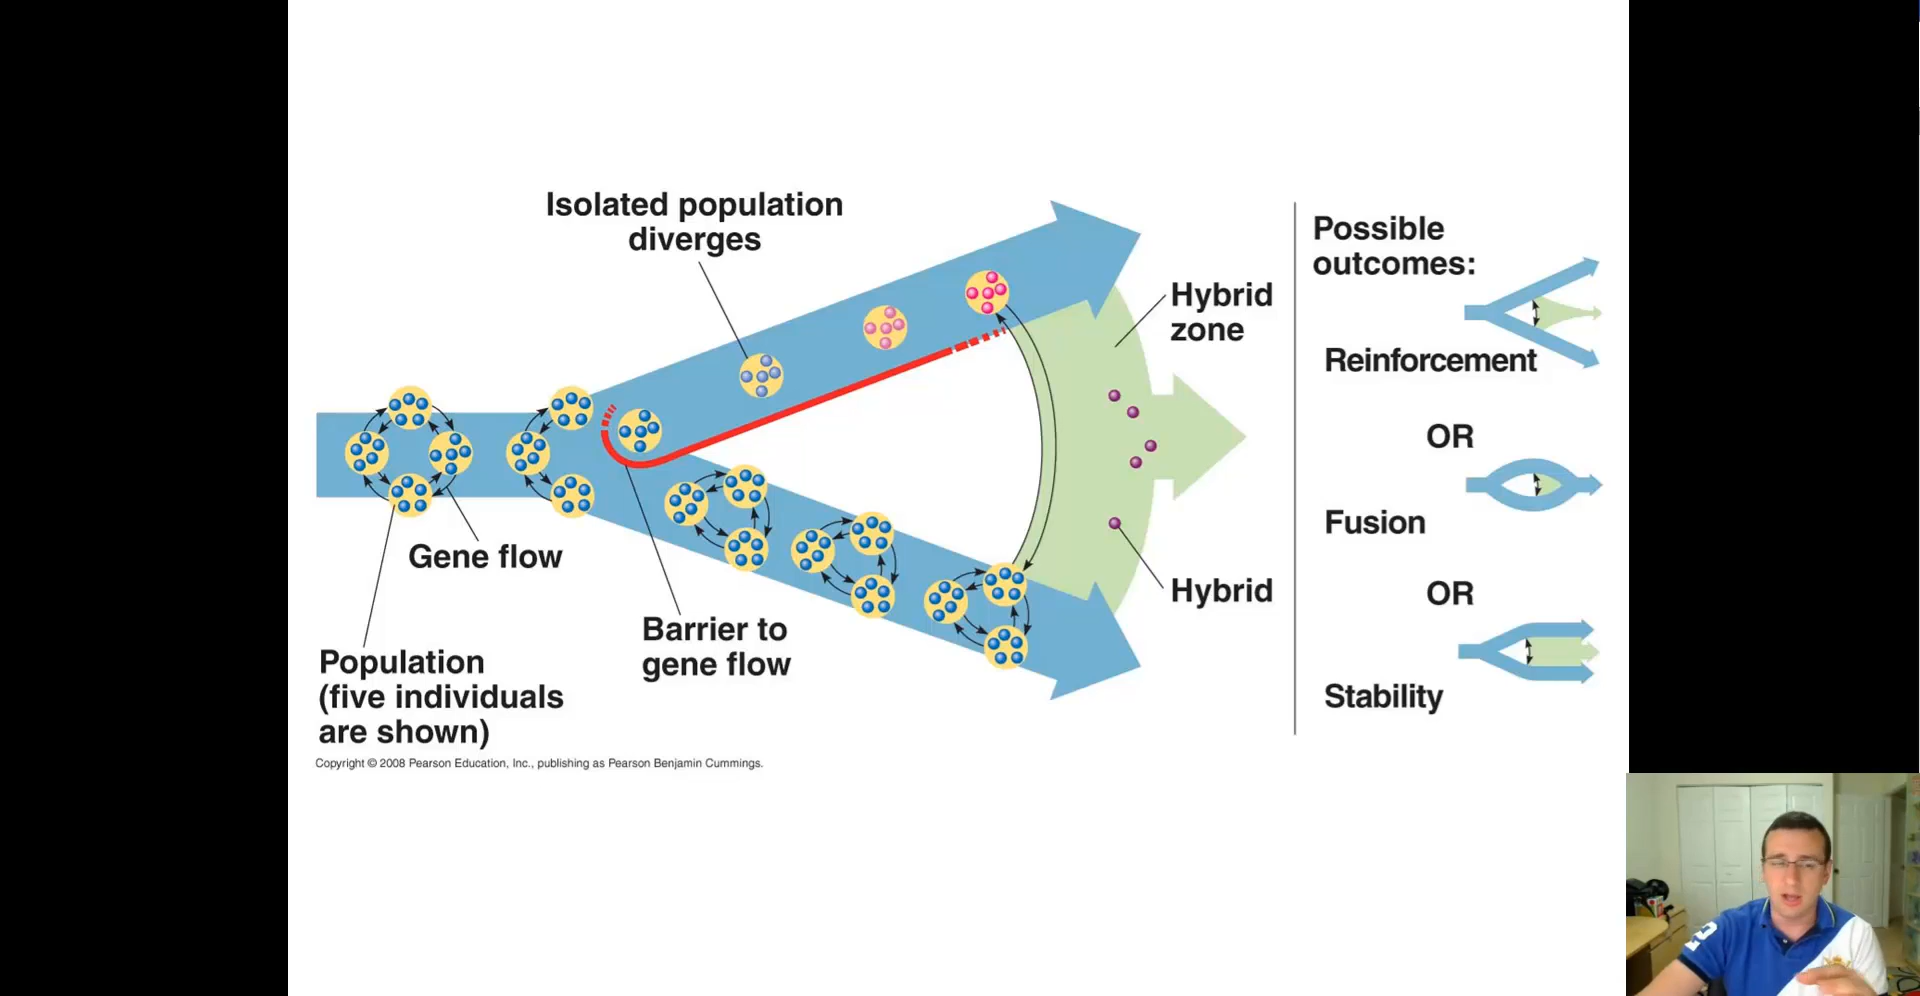 Isolated population
diverges
Hybrid
zone
Gene flow
Barrier to
gene flow
Hybrid
Population
(five individuals
are shown)
Copyright © 2008 Pearson Education, Inc., publishing as Pearson Benjamin Cummings.
Possible
outcomes:
Reinforcement
OR
Fusion
OR
Stability
2